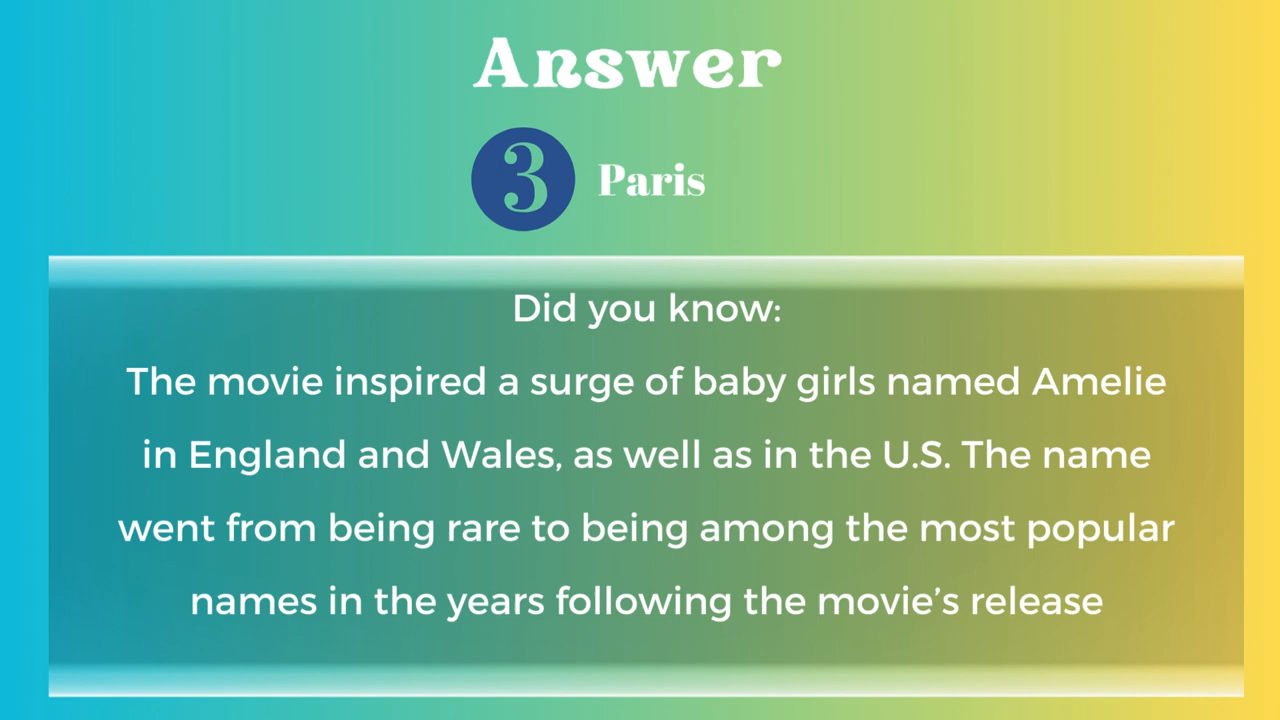 Answer
3 Paris
Did you know:
The movie inspired a surge of baby girls named Amelie
in England and Wales, as well as in the U.S. The name
went from being rare to being among the most popular
names in the years following the movie’s release